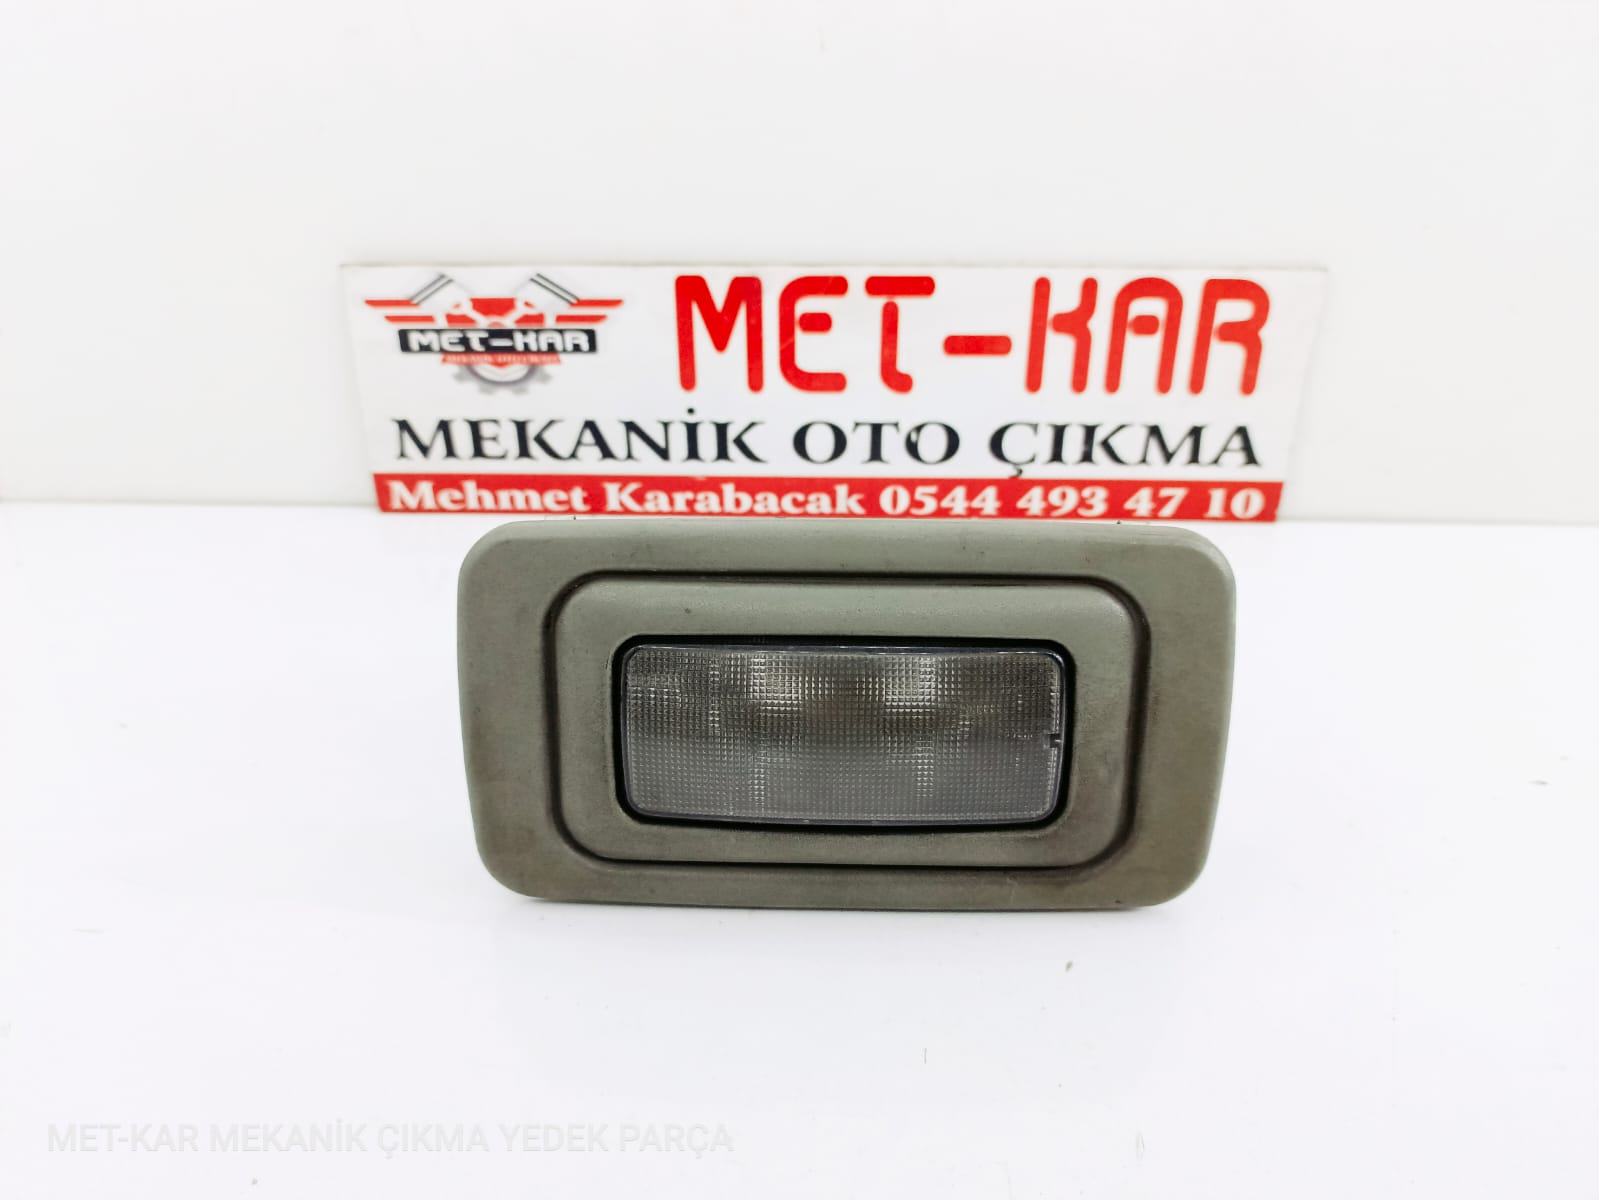 MET-KAR
MET-KAR
MEKANİK OTO ÇIKMA
Mehmet Karabacak 0544 493 47 10
MET-KAR MEKANİK ÇIKMA YEDEK PARÇA